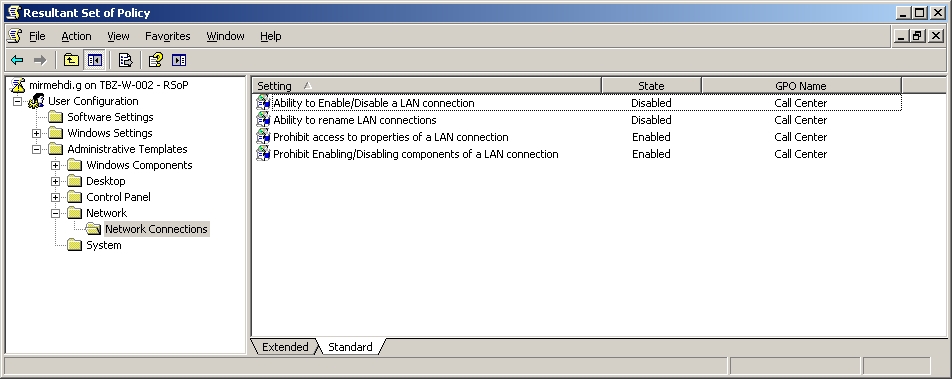 Resultant Set of Policy
File Action View Favorites Window Help
mirmehdi.g on TBZ-W-002 - RSoP
User Configuration
Software Settings
Windows Settings
Administrative Templates
Windows Components
Desktop
Control Panel
Network
Network Connections
System
Setting State GPO Name
Ability to Enable/Disable a LAN connection Disabled Call Center
Ability to rename LAN connections Disabled Call Center
Prohibit access to properties of a LAN connection Enabled Call Center
Prohibit Enabling/Disabling components of a LAN connection Enabled Call Center
Extended Standard